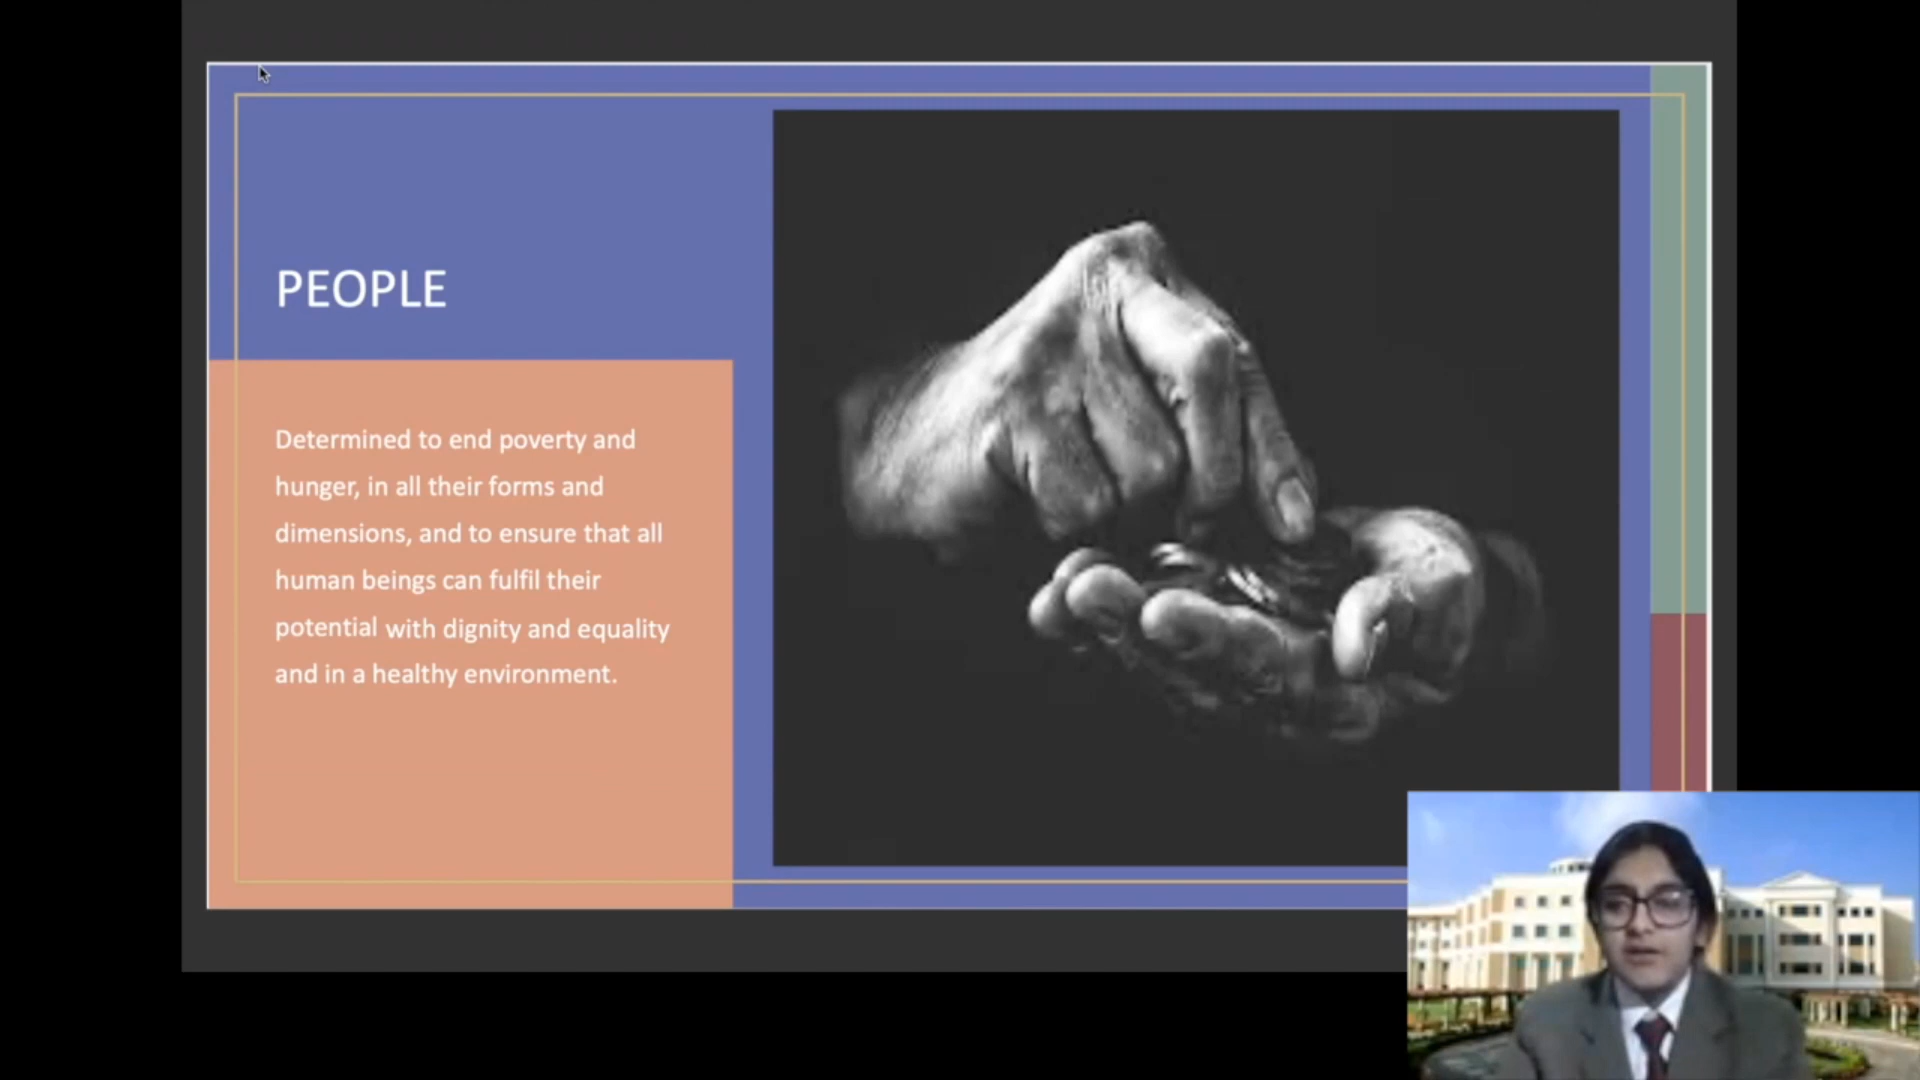 PEOPLE
Determined to end poverty and
hunger, in all their forms and
dimensions, and to ensure that all
human beings can fulfil their
potential with dignity and equality
and in a healthy environment.